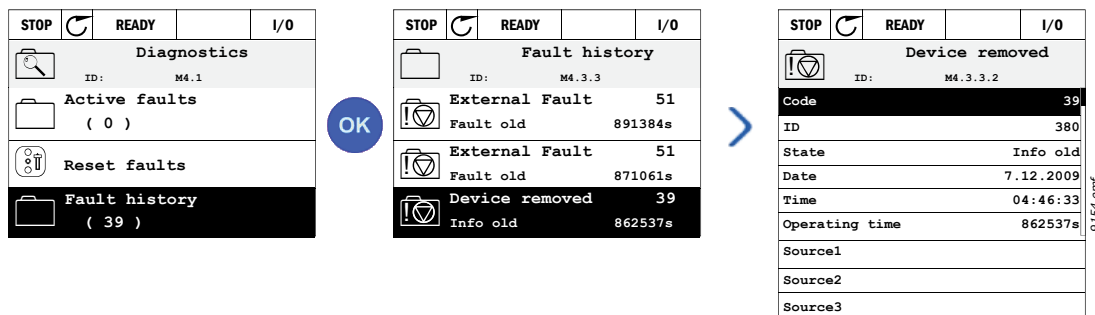 STOP READY I/O
Diagnostics
ID: M4.1
Active faults
( 0 )
Reset faults
Fault history
( 39 )
OK
STOP READY I/O
Fault history
ID: M4.3.3
External Fault 51
Fault old 891384s
External Fault 51
Fault old 871061s
Device removed 39
Info old 862537s
STOP READY I/O
Device removed
ID: M4.3.3.2
Code 39
ID 380
State Info old
Date 7.12.2009
Time 04:46:33
Operating time 862537s
Source1
Source2
Source3